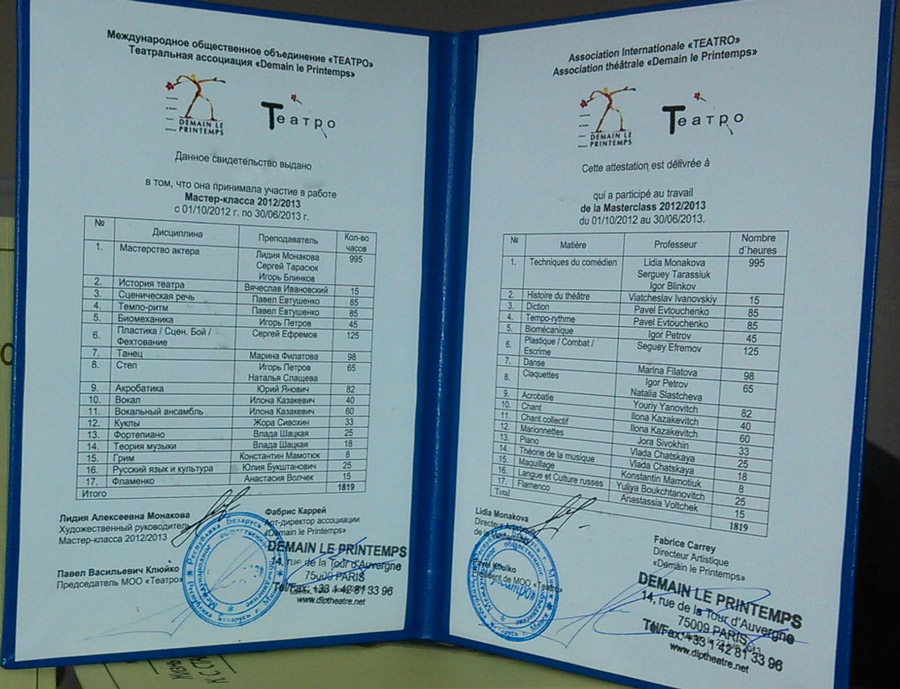 Международное общественное объединение «ТЕАТРО»
Театральная ассоциация «Demain le Printemps»
DEMAIN LE
PRINTEMPS
Театро
Данное свидетельство выдано
в том, что она принимала участие в работе
Мастер-класса 2012/2013
с 01/10/2012 г. по 30/06/2013 г.
№ Дисциплина Преподаватель Кол-во часов
1. Мастерство актера Лидия Монакова 995
Сергей Тарасюк
Игорь Блинков
2. История театра Вячеслав Ивановский 15
3. Сценическая речь Павел Евтушенко 85
4. Темпо-ритм Павел Евтушенко 85
5. Биомеханика Игорь Петров 45
6. Пластика / Сцен. Бой / Сергей Ефремов 125
Фехтование
7. Танец Марина Филатова 98
8. Степ Игорь Петров 65
Наталья Слащева
9. Акробатика Юрий Янович 82
10. Вокал Илона Казакевич 40
11. Вокальный ансамбль Илона Казакевич 60
12. Куклы Жора Сивохин 33
13. Фортепиано Влада Шацкая 25
14. Теория музыки Влада Шацкая 18
15. Грим Константин Мамотюк 8
16. Русский язык и культура Юлия Букштанович 25
17. Фламенко Анастасия Волчек 15
Итого 1819
Лидия Алексеевна Монакова
Художественный руководитель
Мастер-класса 2012/2013
Фабрис Каррей
Арт-директор ассоциации
«Demain le Printemps»
Павел Васильевич Клюйко
Председатель МОО «Театро»
DEMAIN LE PRINTEMPS
14, rue de la Tour d'Auvergne
75009 PARIS
Tél/Fax: +33 1 42 81 33 96
www.dlptheatre.net
Association Internationale «TEATRO»
Association théâtrale «Demain le Printemps»
DEMAIN LE
PRINTEMPS
Театро
Cette attestation est délivrée à
qui a participé au travail
de la Masterclass 2012/2013
du 01/10/2012 au 30/06/2013.
№ Matière Professeur Nombre d'heures
1. Techniques du comédien Lidia Monakova 995
Serguey Tarassiuk
Igor Blinkov
2. Histoire du théâtre Viatcheslav Ivanovskiy 15
3. Diction Pavel Evtouchenko 85
4. Tempo-rythme Pavel Evtouchenko 85
5. Biomécanique Igor Petrov 45
6. Plastique / Combat / Seguey Efremov 125
Escrime
7. Danse Marina Filatova 98
8. Claquettes Igor Petrov 65
Natalia Slastcheva
9. Acrobatie Youriy Yanovitch 82
10. Chant Ilona Kazakevitch 40
11. Chant collectif Ilona Kazakevitch 60
12. Marionnettes Jora Sivokhin 33
13. Piano Vlada Chatskaya 25
14. Théorie de la musique Vlada Chatskaya 18
15. Maquillage Konstantin Mamotiuk 8
16. Langue et Culture russes Yuliya Boukchtanovitch 25
17. Flamenco Anastassia Voltchek 15
Total 1819
Lidia Monakova
Directeur
Fabrice Carrey
Directeur Artistique
«Demain le Printemps»
de MOO «Teatro»
DEMAIN LE PRINTEMPS
14, rue de la Tour d'Auvergne
75009 PARIS
Tél/Fax: +33 1 42 81 33 96
www.dlptheatre.net